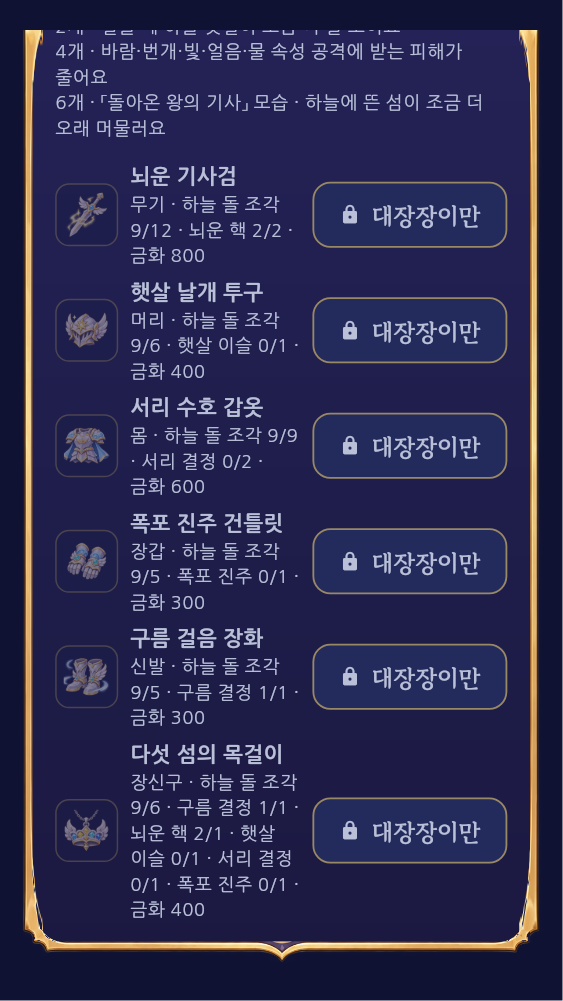 4개 · 바람·번개·빛·얼음·물 속성 공격에 받는 피해가
줄어요
6개 · 「돌아온 왕의 기사」 모습 · 하늘에 뜬 섬이 조금 더
오래 머물러요
뇌운 기사검
무기 · 하늘 돌 조각
9/12 · 뇌운 핵 2/2 ·
금화 800
대장장이만
햇살 날개 투구
머리 · 하늘 돌 조각
9/6 · 햇살 이슬 0/1 ·
금화 400
대장장이만
서리 수호 갑옷
몸 · 하늘 돌 조각 9/9
· 서리 결정 0/2 ·
금화 600
대장장이만
폭포 진주 건틀릿
장갑 · 하늘 돌 조각
9/5 · 폭포 진주 0/1 ·
금화 300
대장장이만
구름 걸음 장화
신발 · 하늘 돌 조각
9/5 · 구름 결정 1/1 ·
금화 300
대장장이만
다섯 섬의 목걸이
장신구 · 하늘 돌 조각
9/6 · 구름 결정 1/1 ·
뇌운 핵 2/1 · 햇살
이슬 0/1 · 서리 결정
0/1 · 폭포 진주 0/1 ·
금화 400
대장장이만